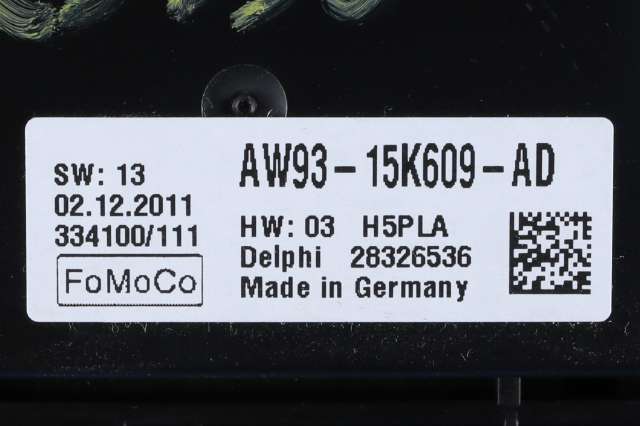 AW93-15K609-AD
SW: 13
02.12.2011
334100/111
FoMoCo
HW: 03 H5PLA
Delphi 28326536
Made in Germany